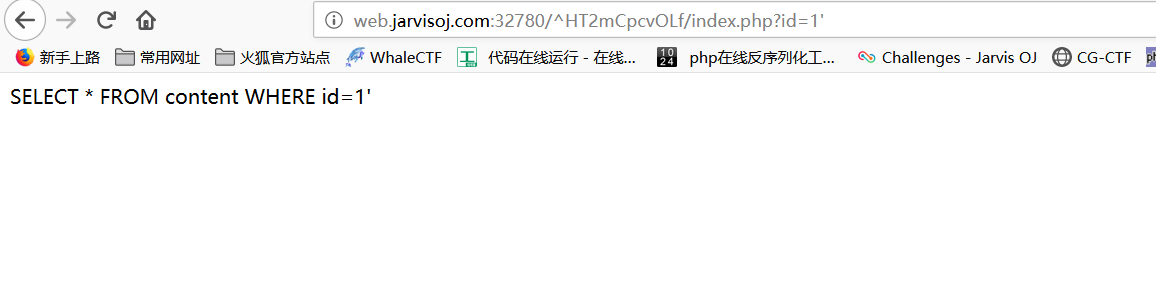 web.jarvisoj.com:32780/^HT2mCpcvOLf/index.php?id=1'
新手上路 常用网址 火狐官方站点 WhaleCTF 工 代码在线运行 - 在线... 10 24 php在线反序列化工... Challenges - Jarvis OJ CG-CTF ph
SELECT * FROM content WHERE id=1'